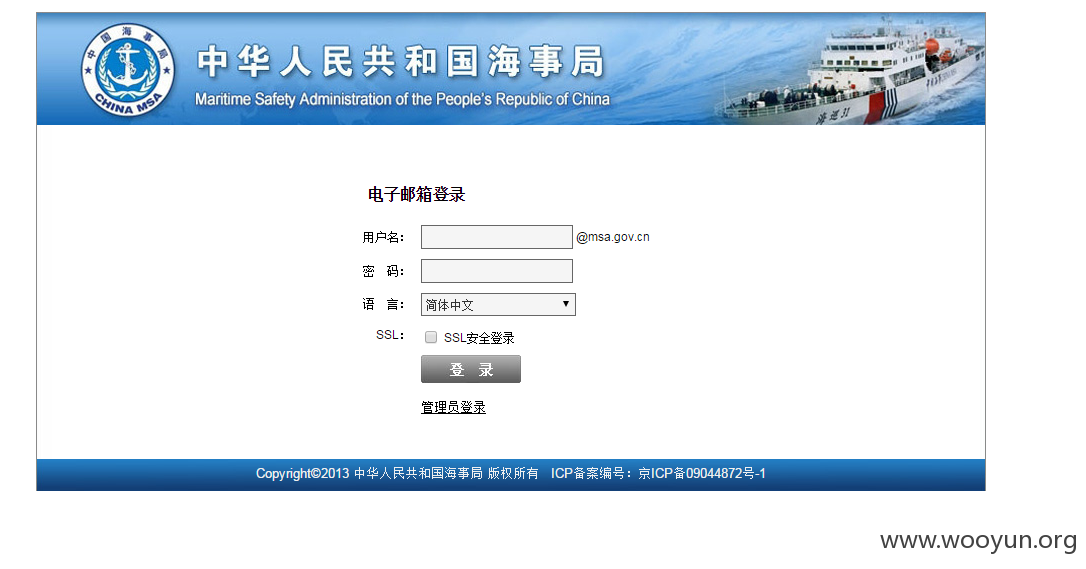 中国海事局
CHINA MSA
中华人民共和国海事局
Maritime Safety Administration of the People's Republic of China
海巡31
电子邮箱登录
用户名： @msa.gov.cn
密 码：
语 言： 简体中文
SSL： SSL安全登录
登 录
管理员登录
Copyright©2013 中华人民共和国海事局 版权所有 ICP备案编号：京ICP备09044872号-1
www.wooyun.org